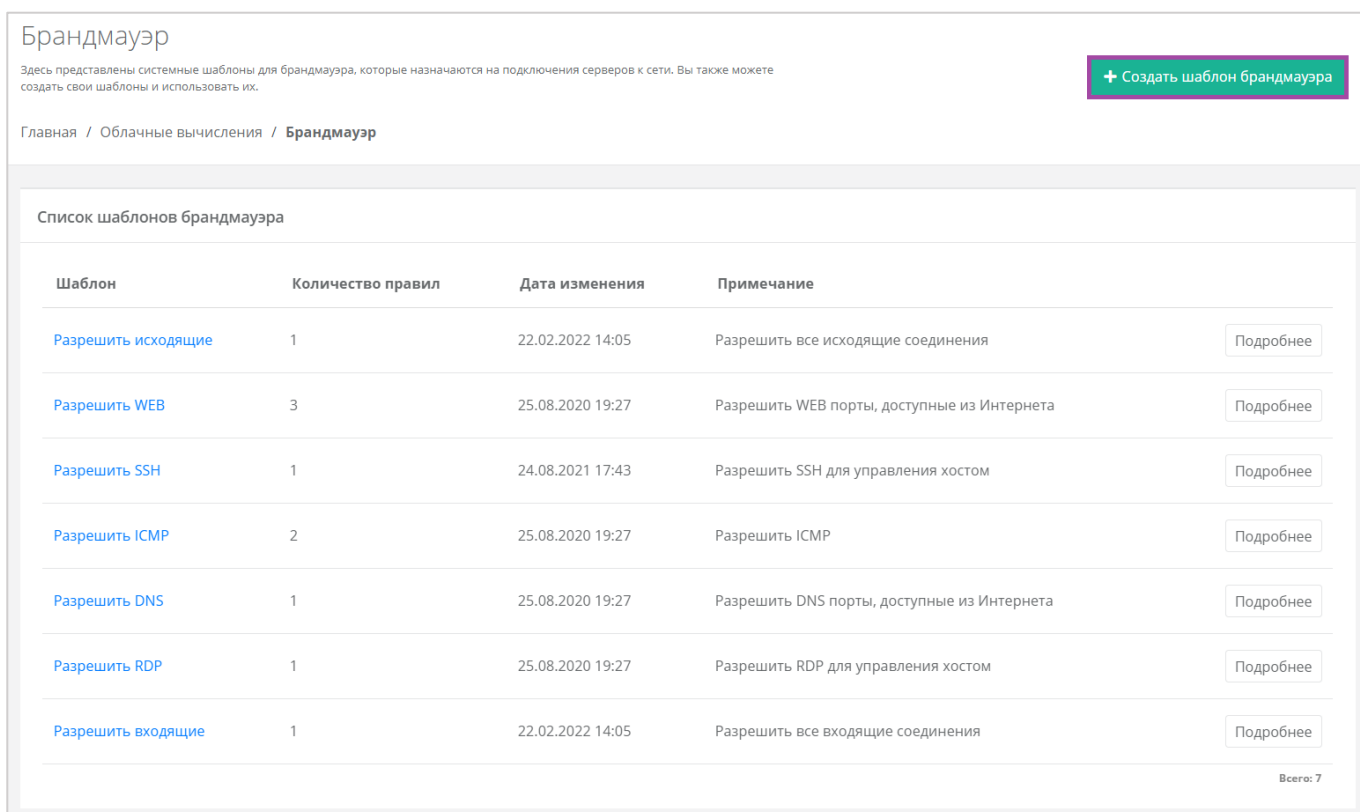 Брандмауэр
Здесь представлены системные шаблоны для брандмауэра, которые назначаются на подключения серверов к сети. Вы также можете
создать свои шаблоны и использовать их.
+ Создать шаблон брандмауэра
Главная / Облачные вычисления / Брандмауэр
Список шаблонов брандмауэра
Шаблон Количество правил Дата изменения Примечание
Разрешить исходящие 1 22.02.2022 14:05 Разрешить все исходящие соединения Подробнее
Разрешить WEB 3 25.08.2020 19:27 Разрешить WEB порты, доступные из Интернета Подробнее
Разрешить SSH 1 24.08.2021 17:43 Разрешить SSH для управления хостом Подробнее
Разрешить ICMP 2 25.08.2020 19:27 Разрешить ICMP Подробнее
Разрешить DNS 1 25.08.2020 19:27 Разрешить DNS порты, доступные из Интернета Подробнее
Разрешить RDP 1 25.08.2020 19:27 Разрешить RDP для управления хостом Подробнее
Разрешить входящие 1 22.02.2022 14:05 Разрешить все входящие соединения Подробнее
Всего: 7